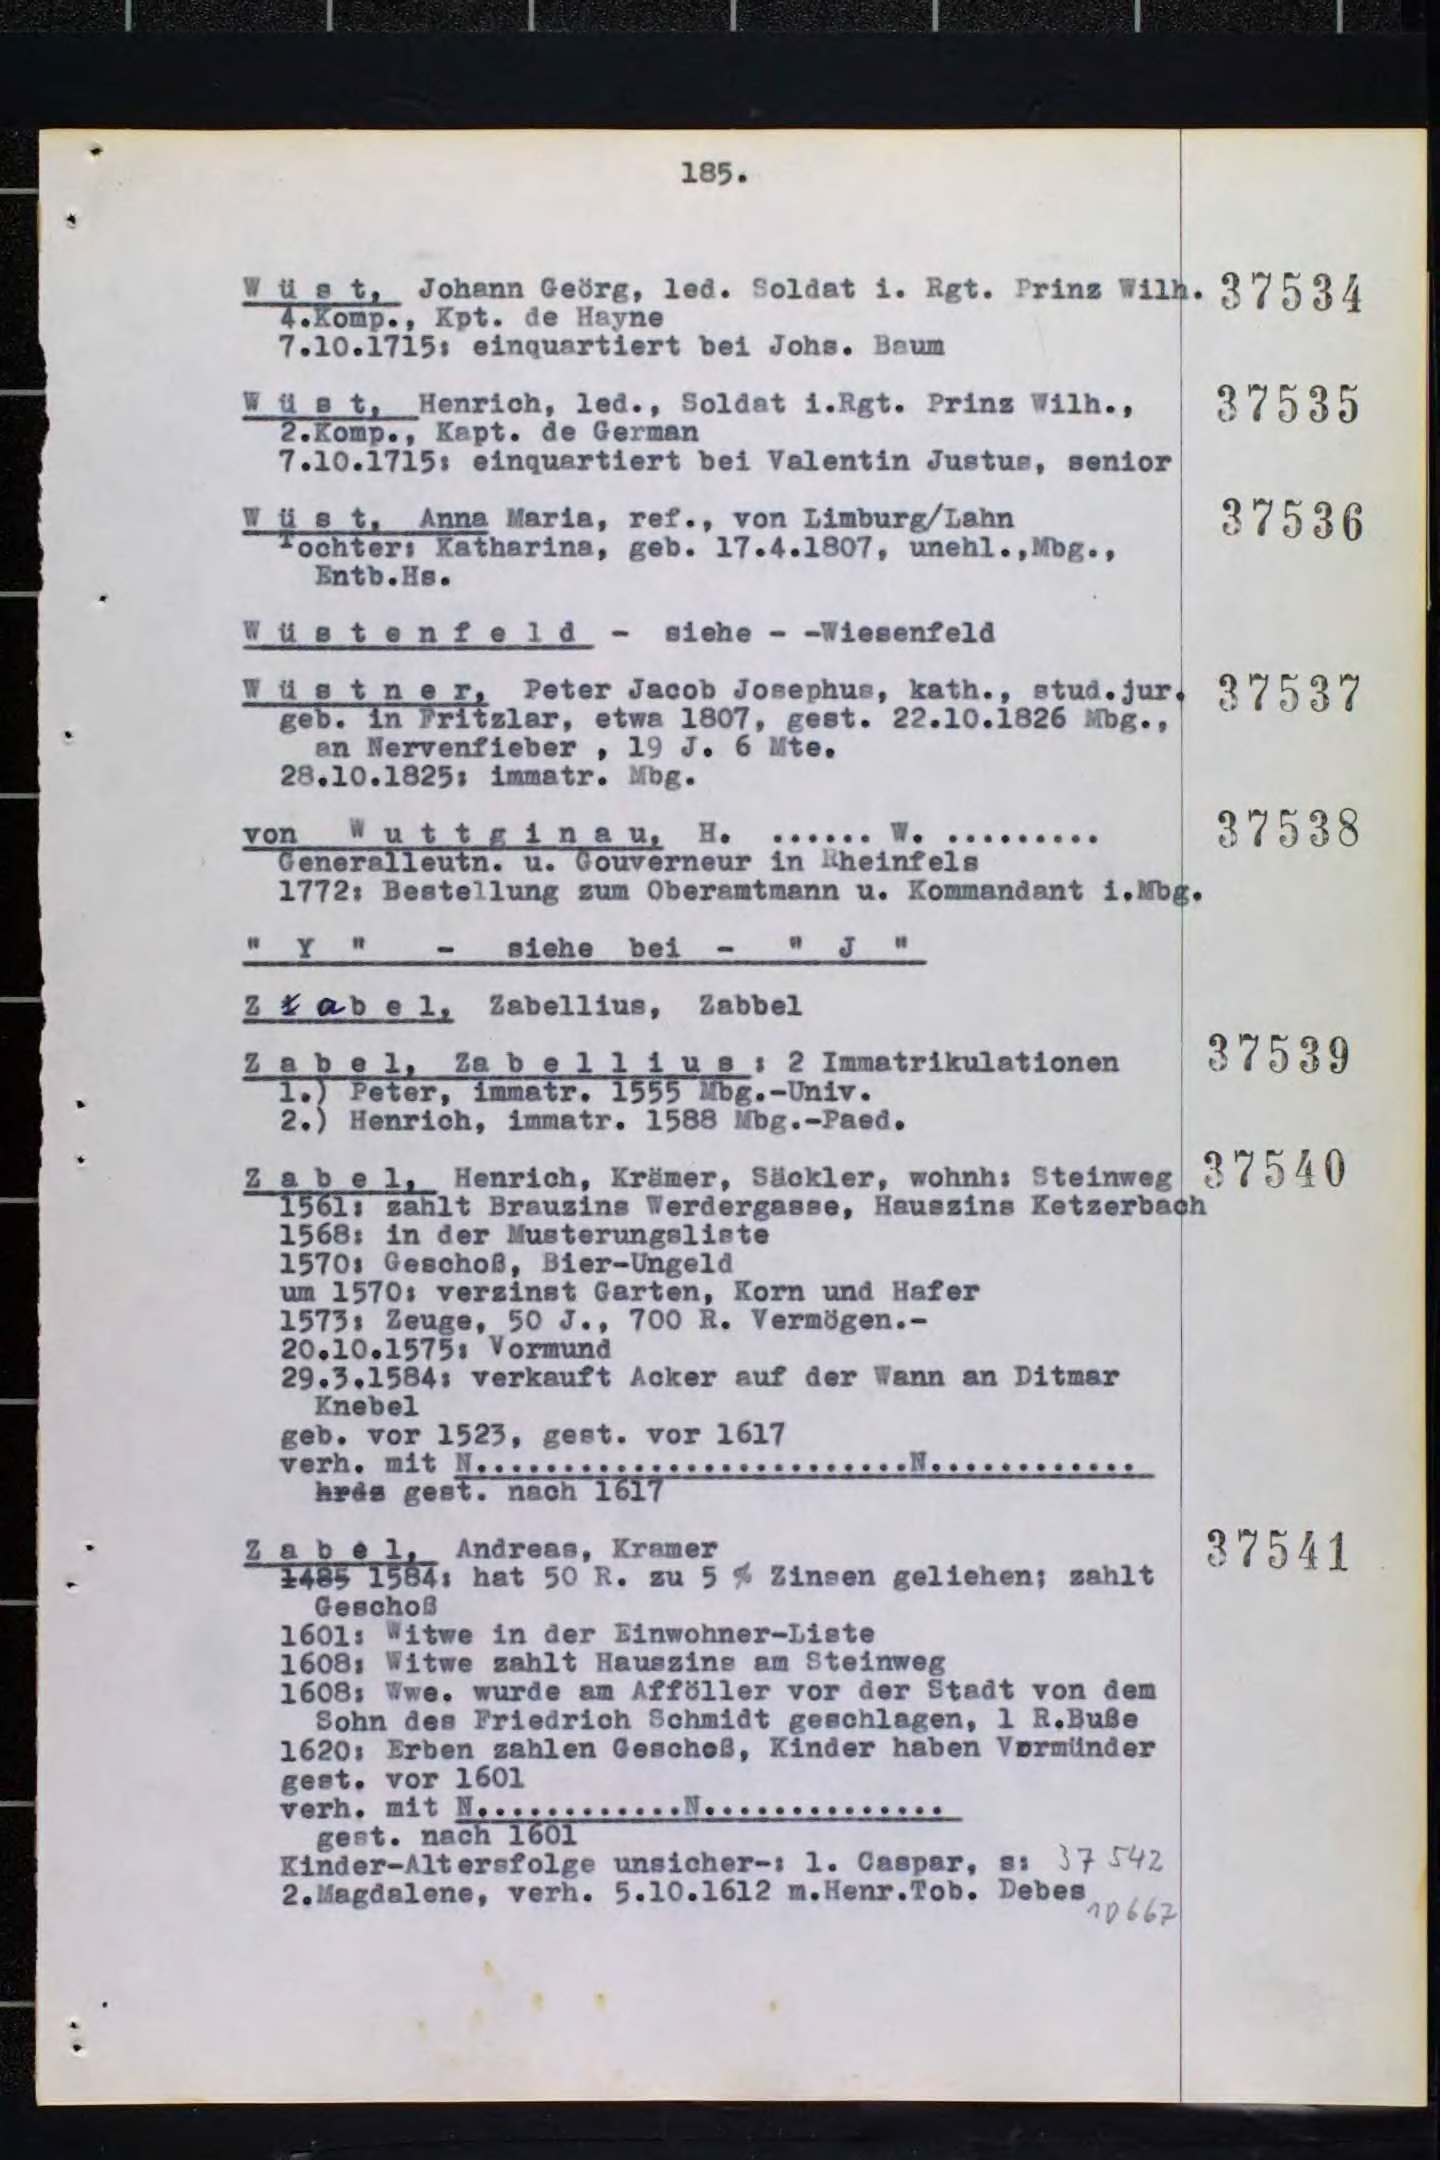 185.
W ü s t, Johann Geörg, led. Soldat i. Rgt. Prinz Wilh. 37534
4.Komp., Kpt. de Hayne
7.10.1715: einquartiert bei Johs. Baum
W ü s t, Henrich, led., Soldat i.Rgt. Prinz Wilh., 37535
2.Komp., Kapt. de German
7.10.1715: einquartiert bei Valentin Justus, senior
W ü s t, Anna Maria, ref., von Limburg/Lahn 37536
Tochter: Katharina, geb. 17.4.1807, unehl.,Mbg.,
Entb.Hs.
W ü s t e n f e l d - siehe - -Wiesenfeld
W ü s t n e r, Peter Jacob Josephus, kath., stud.jur. 37537
geb. in Fritzlar, etwa 1807, gest. 22.10.1826 Mbg.,
an Nervenfieber , 19 J. 6 Mte.
28.10.1825: immatr. Mbg.
von W u t t g i n a u, H. ...... W. ......... 37538
Generalleutn. u. Gouverneur in Rheinfels
1772: Bestellung zum Oberamtmann u. Kommandant i.Mbg.
" Y " - siehe bei - " J "
Z a b e l, Zabellius, Zabbel
Z a b e l, Za b e l l i u s : 2 Immatrikulationen 37539
1.) Peter, immatr. 1555 Mbg.-Univ.
2.) Henrich, immatr. 1588 Mbg.-Paed.
Z a b e l, Henrich, Krämer, Säckler, wohnh: Steinweg 37540
1561: zahlt Brauzins Werdergasse, Hauszins Ketzerbach
1568: in der Musterungsliste
1570: Geschoß, Bier-Ungeld
um 1570: verzinst Garten, Korn und Hafer
1573: Zeuge, 50 J., 700 R. Vermögen.-
20.10.1575: Vormund
29.3.1584: verkauft Acker auf der Wann an Ditmar
Knebel
geb. vor 1523, gest. vor 1617
verh. mit N.........................N............
hrds gest. nach 1617
Z a b e l, Andreas, Kramer 37541
1485 1584: hat 50 R. zu 5 % Zinsen geliehen; zahlt
Geschoß
1601: Witwe in der Einwohner-Liste
1608: Witwe zahlt Hauszins am Steinweg
1608: Wwe. wurde am Afföller vor der Stadt von dem
Sohn des Friedrich Schmidt geschlagen, 1 R.Buße
1620: Erben zahlen Gescheß, Kinder haben Vormünder
gest. vor 1601
verh. mit N............N..............
gest. nach 1601
Kinder-Altersfolge unsicher-: 1. Caspar, s: 37542
2.Magdalene, verh. 5.10.1612 m.Henr.Tob. Debes
10667